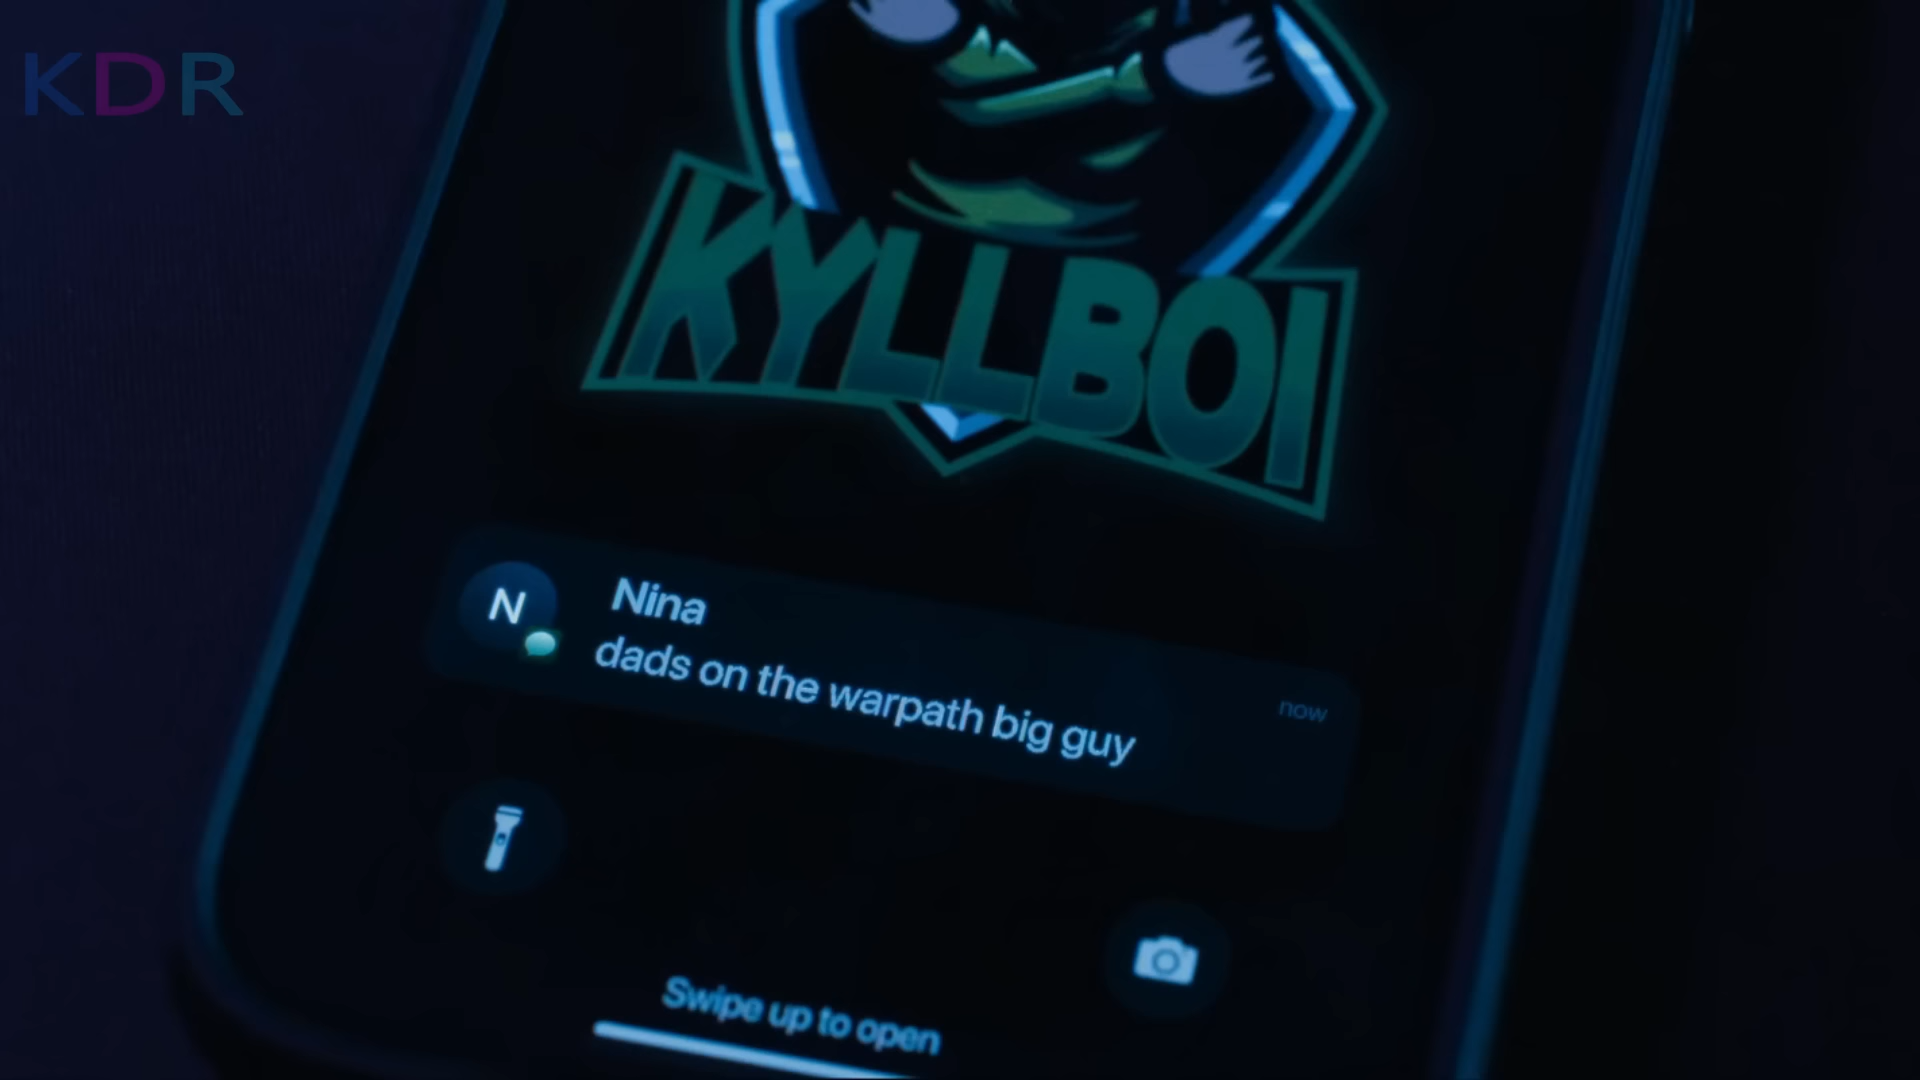 KDR
KYLLBOI
N
Nina
dads on the warpath big guy
now
Swipe up to open